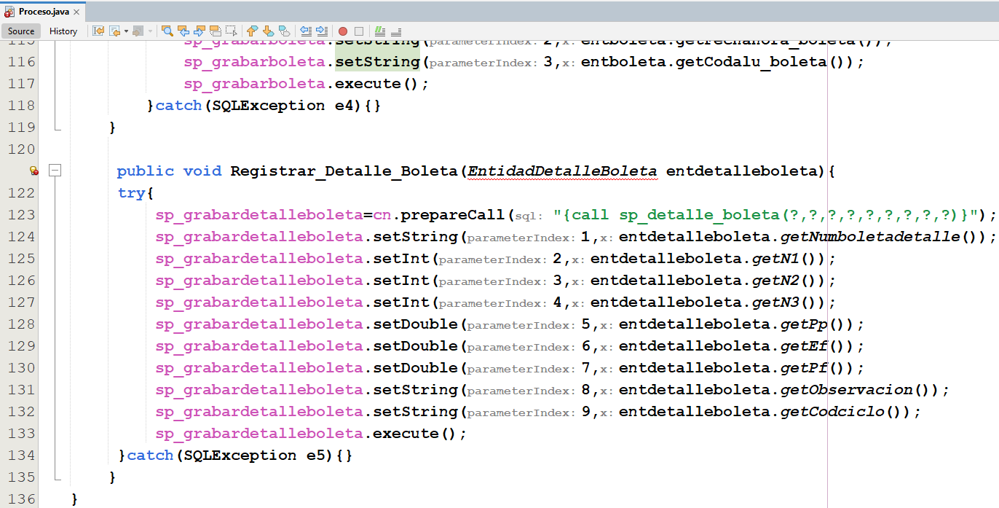 Proceso.java
Source History
115 sp_grabarboleta.setString(parameterIndex: 2,x: entboleta.getFechahora_boleta());
116 sp_grabarboleta.setString(parameterIndex: 3,x: entboleta.getCodalu_boleta());
117 sp_grabarboleta.execute();
118 }catch(SQLException e4){}
119 }
120
public void Registrar_Detalle_Boleta(EntidadDetalleBoleta entdetalleboleta){
122 try{
123 sp_grabardetalleboleta=cn.prepareCall(sql: "{call sp_detalle_boleta(?,?,?,?,?,?,?,?,?)}");
124 sp_grabardetalleboleta.setString(parameterIndex: 1,x: entdetalleboleta.getNumboletadetalle());
125 sp_grabardetalleboleta.setInt(parameterIndex: 2,x: entdetalleboleta.getN1());
126 sp_grabardetalleboleta.setInt(parameterIndex: 3,x: entdetalleboleta.getN2());
127 sp_grabardetalleboleta.setInt(parameterIndex: 4,x: entdetalleboleta.getN3());
128 sp_grabardetalleboleta.setDouble(parameterIndex: 5,x: entdetalleboleta.getPp());
129 sp_grabardetalleboleta.setDouble(parameterIndex: 6,x: entdetalleboleta.getEf());
130 sp_grabardetalleboleta.setDouble(parameterIndex: 7,x: entdetalleboleta.getPf());
131 sp_grabardetalleboleta.setString(parameterIndex: 8,x: entdetalleboleta.getObservacion());
132 sp_grabardetalleboleta.setString(parameterIndex: 9,x: entdetalleboleta.getCodciclo());
133 sp_grabardetalleboleta.execute();
134 }catch(SQLException e5){}
135 }
136 }